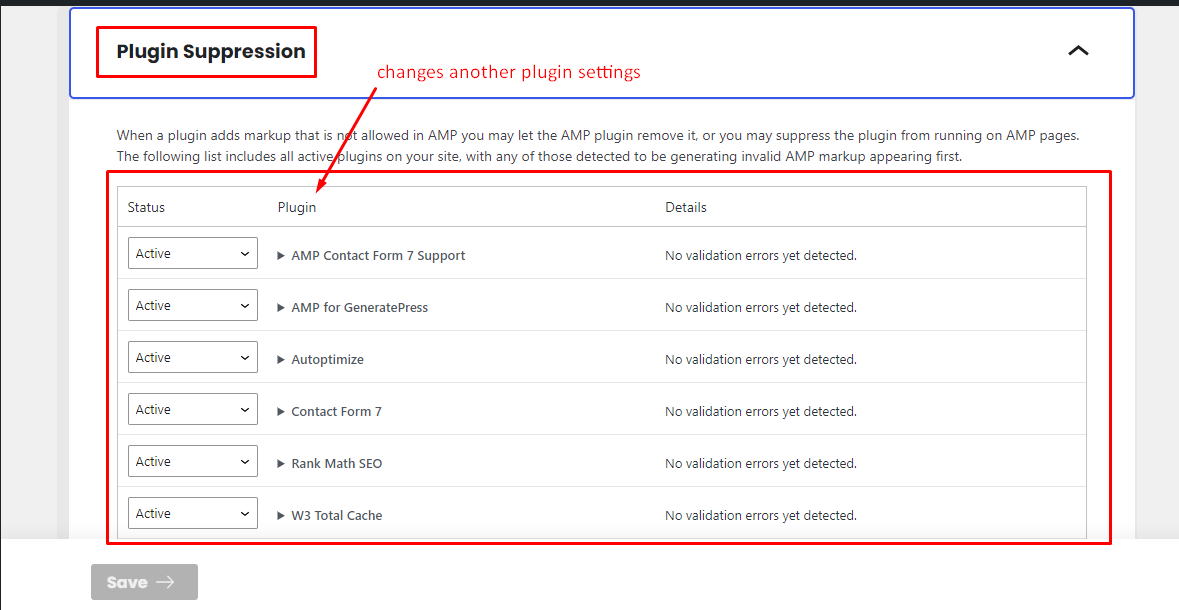 Plugin Suppression
changes another plugin settings
When a plugin adds markup that is not allowed in AMP you may let the AMP plugin remove it, or you may suppress the plugin from running on AMP pages.
The following list includes all active plugins on your site, with any of those detected to be generating invalid AMP markup appearing first.
Status Plugin Details
Active AMP Contact Form 7 Support No validation errors yet detected.
Active AMP for GeneratePress No validation errors yet detected.
Active Autoptimize No validation errors yet detected.
Active Contact Form 7 No validation errors yet detected.
Active Rank Math SEO No validation errors yet detected.
Active W3 Total Cache No validation errors yet detected.
Save